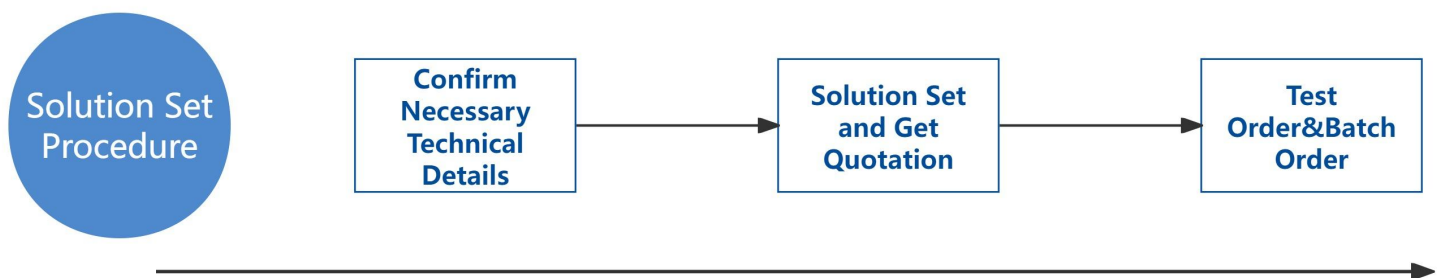 Solution Set
Procedure
Confirm
Necessary
Technical
Details
Solution Set
and Get
Quotation
Test
Order&Batch
Order